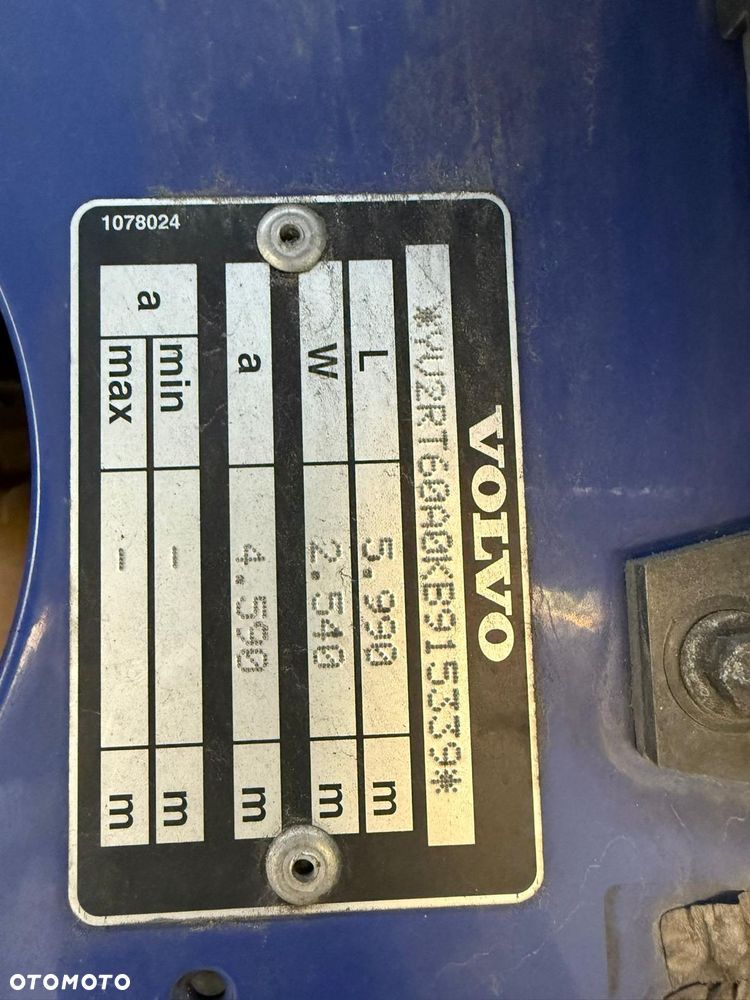 VOLVO
*YV2RT60A0KB915339*
L 5.990 m
W 2.540 m
a 4.590 m
a min - m
max - m
1078024
OTOMOTO